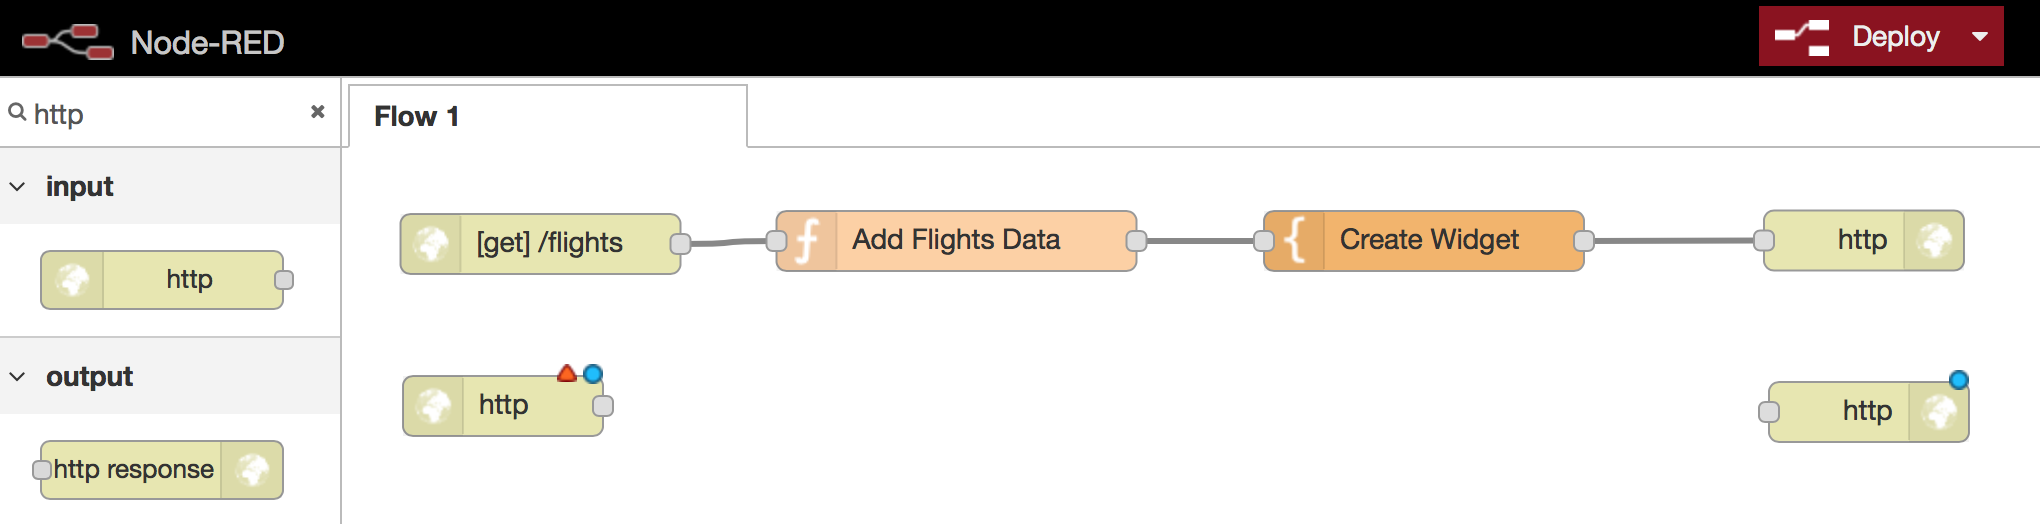 Node-RED
Deploy
http
Flow 1
input
[get] /flights
Add Flights Data
Create Widget
http
http
output
http
http
http response